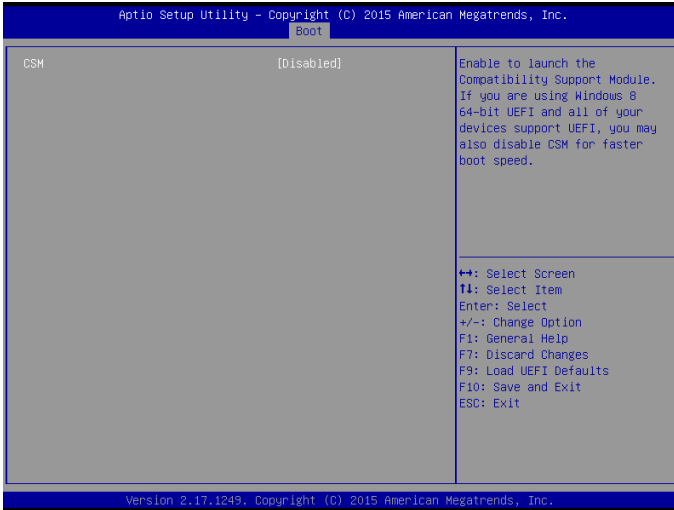 Aptio Setup Utility – Copyright (C) 2015 American Megatrends, Inc.
Boot
CSM [Disabled]
Enable to launch the
Compatibility Support Module.
If you are using Windows 8
64-bit UEFI and all of your
devices support UEFI, you may
also disable CSM for faster
boot speed.
↔: Select Screen
↑↓: Select Item
Enter: Select
+/-: Change Option
F1: General Help
F7: Discard Changes
F9: Load UEFI Defaults
F10: Save and Exit
ESC: Exit
Version 2.17.1249. Copyright (C) 2015 American Megatrends, Inc.